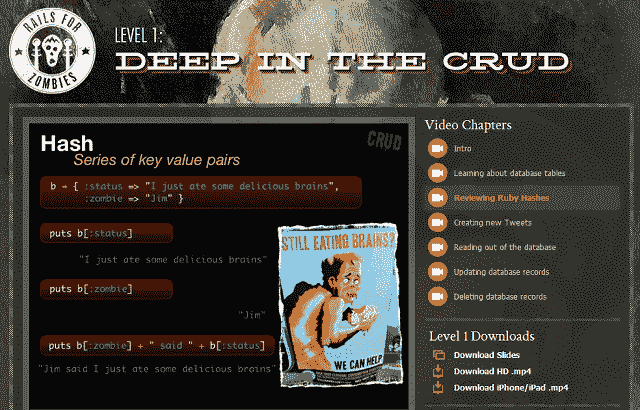 RAILS FOR
ZOMBIES
LEVEL 1:
DEEP IN THE CRUD
Hash
CRUD
Series of key value pairs
b = { :status => "I just ate some delicious brains",
:zombie => "Jim" }
puts b[:status]
"I just ate some delicious brains"
puts b[:zombie]
"Jim"
puts b[:zombie] + " said " + b[:status]
"Jim said I just ate some delicious brains"
STILL EATING BRAINS?
WE CAN HELP
Video Chapters
Intro
Learning about database tables
Reviewing Ruby Hashes
Creating new Tweets
Reading out of the database
Updating database records
Deleting database records
Level 1 Downloads
Download Slides
Download HD .mp4
Download iPhone/iPad .mp4